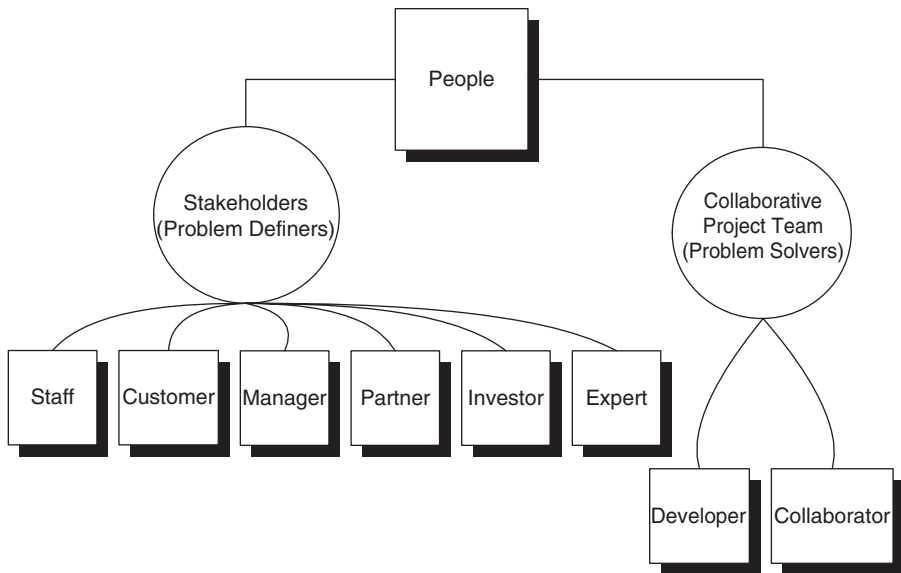 People
Stakeholders
(Problem Definers)
Collaborative
Project Team
(Problem Solvers)
Staff
Customer
Manager
Partner
Investor
Expert
Developer
Collaborator